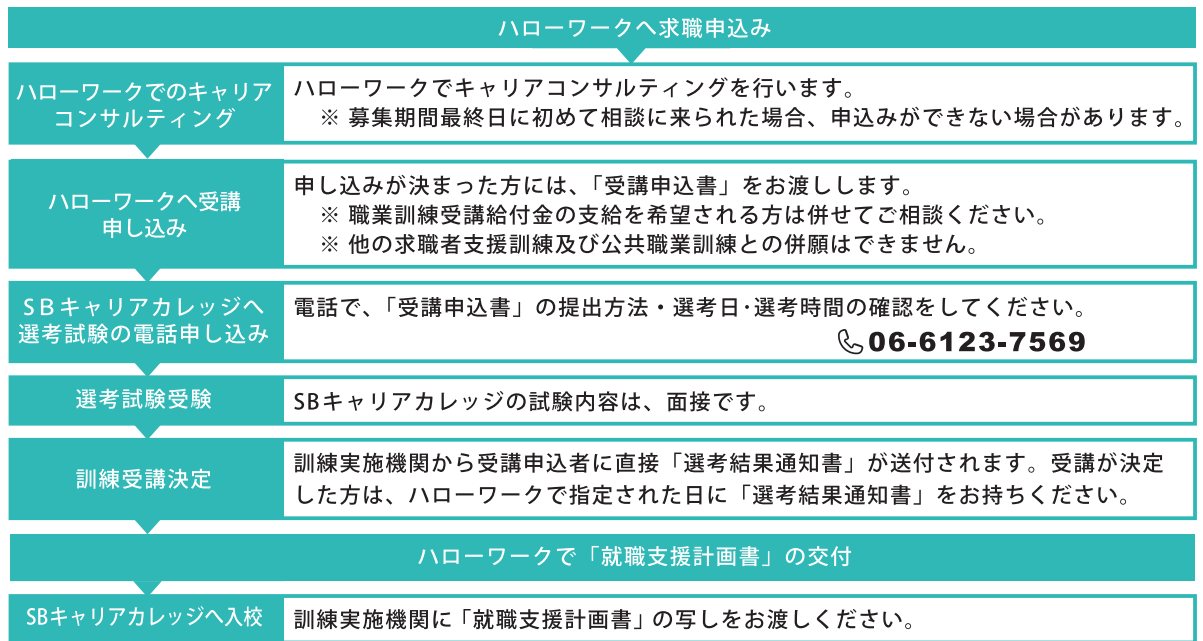 ハローワークへ求職申込み
ハローワークでのキャリア
コンサルティング
ハローワークでキャリアコンサルティングを行います。
※ 募集期間最終日に初めて相談に来られた場合、申込みができない場合があります。
ハローワークへ受講
申し込み
申し込みが決まった方には、「受講申込書」をお渡しします。
※ 職業訓練受講給付金の支給を希望される方は併せてご相談ください。
※ 他の求職者支援訓練及び公共職業訓練との併願はできません。
SBキャリアカレッジへ
選考試験の電話申し込み
電話で、「受講申込書」の提出方法・選考日・選考時間の確認をしてください。
06-6123-7569
選考試験受験
SBキャリアカレッジの試験内容は、面接です。
訓練受講決定
訓練実施機関から受講申込者に直接「選考結果通知書」が送付されます。受講が決定
した方は、ハローワークで指定された日に「選考結果通知書」をお持ちください。
ハローワークで「就職支援計画書」の交付
SBキャリアカレッジへ入校
訓練実施機関に「就職支援計画書」の写しをお渡しください。